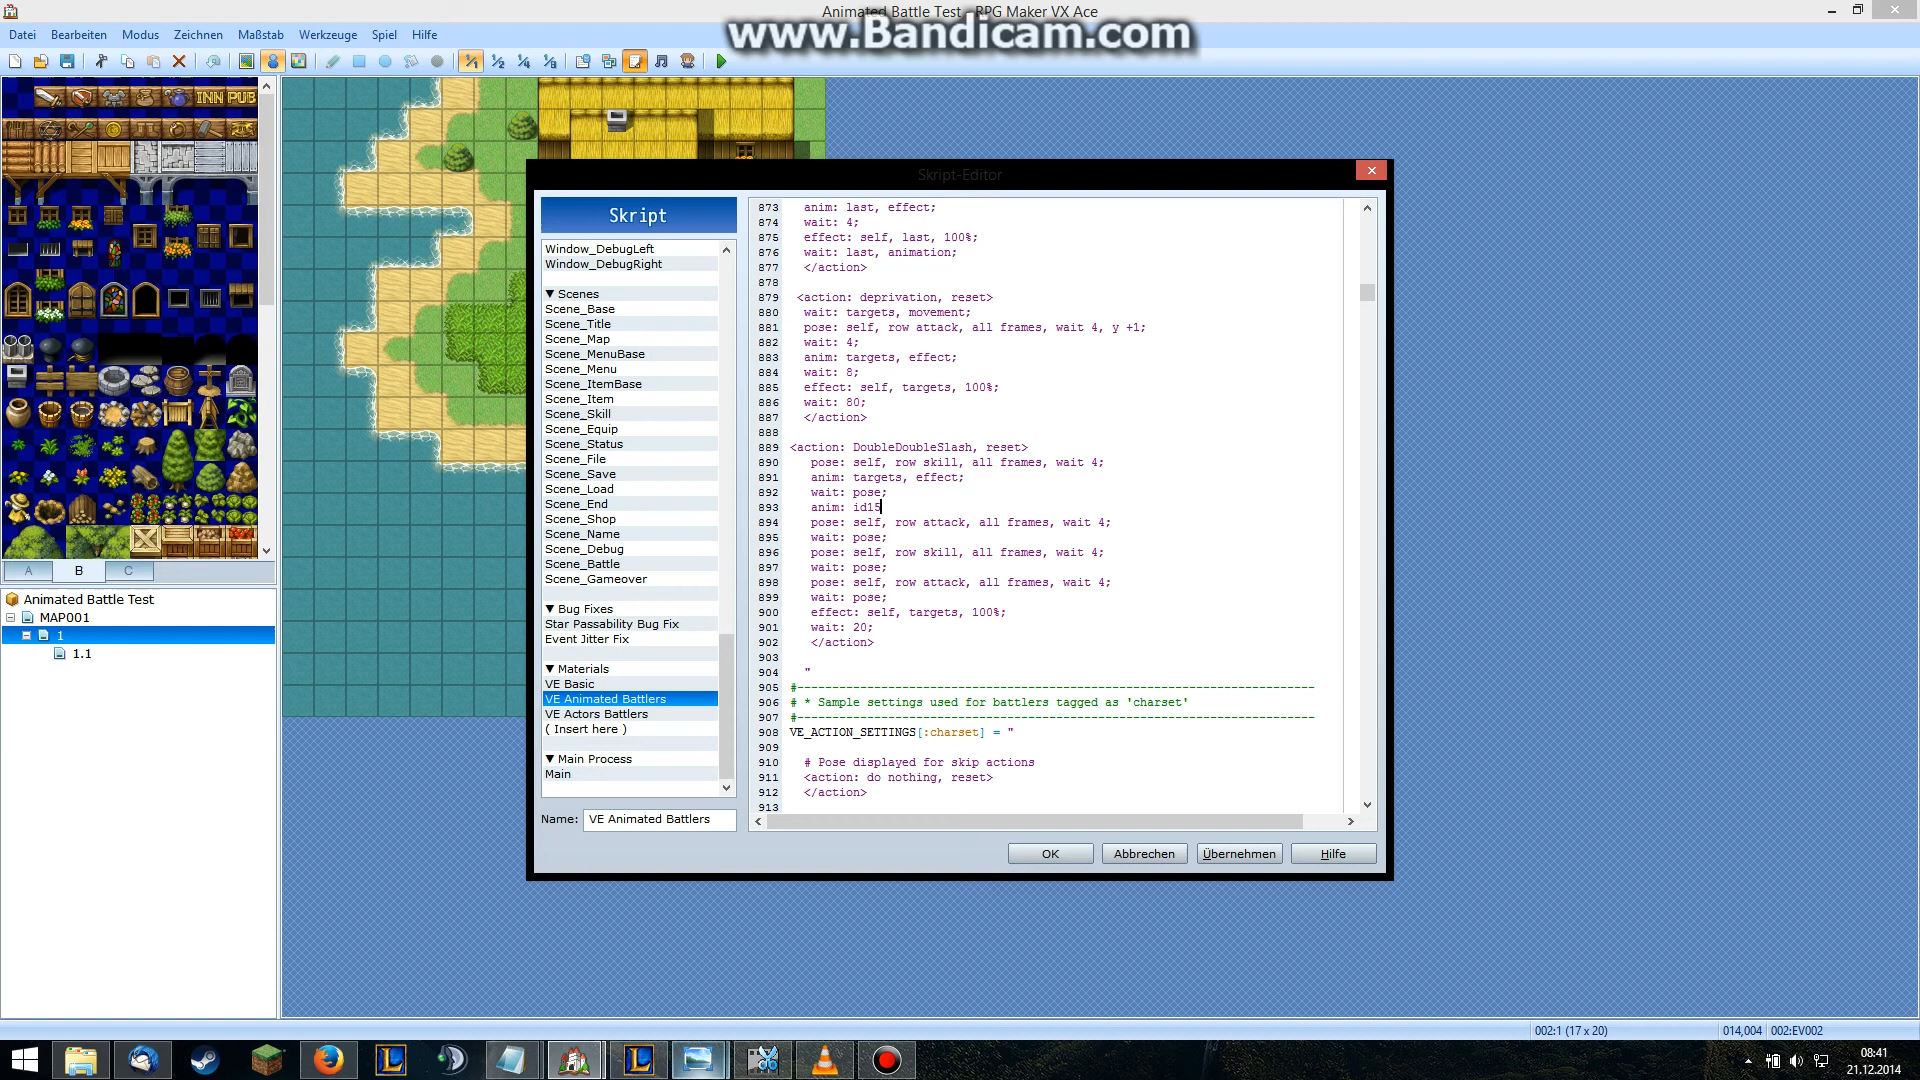 Animated Battle Test - RPG Maker VX Ace
www.Bandicam.com
Datei Bearbeiten Modus Zeichnen Maßstab Werkzeuge Spiel Hilfe
INN PUB
A B C
Animated Battle Test
MAP001
1
1.1
Skript-Editor
Skript
Window_DebugLeft
Window_DebugRight
▼ Scenes
Scene_Base
Scene_Title
Scene_Map
Scene_MenuBase
Scene_Menu
Scene_ItemBase
Scene_Item
Scene_Skill
Scene_Equip
Scene_Status
Scene_File
Scene_Save
Scene_Load
Scene_End
Scene_Shop
Scene_Name
Scene_Debug
Scene_Battle
Scene_Gameover
▼ Bug Fixes
Star Passability Bug Fix
Event Jitter Fix
▼ Materials
VE Basic
VE Animated Battlers
VE Actors Battlers
( Insert here )
▼ Main Process
Main
Name: VE Animated Battlers
873 anim: last, effect;
874 wait: 4;
875 effect: self, last, 100%;
876 wait: last, animation;
877 </action>
878
879 <action: deprivation, reset>
880 wait: targets, movement;
881 pose: self, row attack, all frames, wait 4, y +1;
882 wait: 4;
883 anim: targets, effect;
884 wait: 8;
885 effect: self, targets, 100%;
886 wait: 80;
887 </action>
888
889 <action: DoubleDoubleSlash, reset>
890 pose: self, row skill, all frames, wait 4;
891 anim: targets, effect;
892 wait: pose;
893 anim: id15
894 pose: self, row attack, all frames, wait 4;
895 wait: pose;
896 pose: self, row skill, all frames, wait 4;
897 wait: pose;
898 pose: self, row attack, all frames, wait 4;
899 wait: pose;
900 effect: self, targets, 100%;
901 wait: 20;
902 </action>
903
904 "
905 #---------------------------------------------------------------------------
906 # * Sample settings used for battlers tagged as 'charset'
907 #---------------------------------------------------------------------------
908 VE_ACTION_SETTINGS[:charset] = "
909
910 # Pose displayed for skip actions
911 <action: do nothing, reset>
912 </action>
913
OK Abbrechen Übernehmen Hilfe
002:1 (17 x 20) 014,004 002:EV002
08:41
21.12.2014